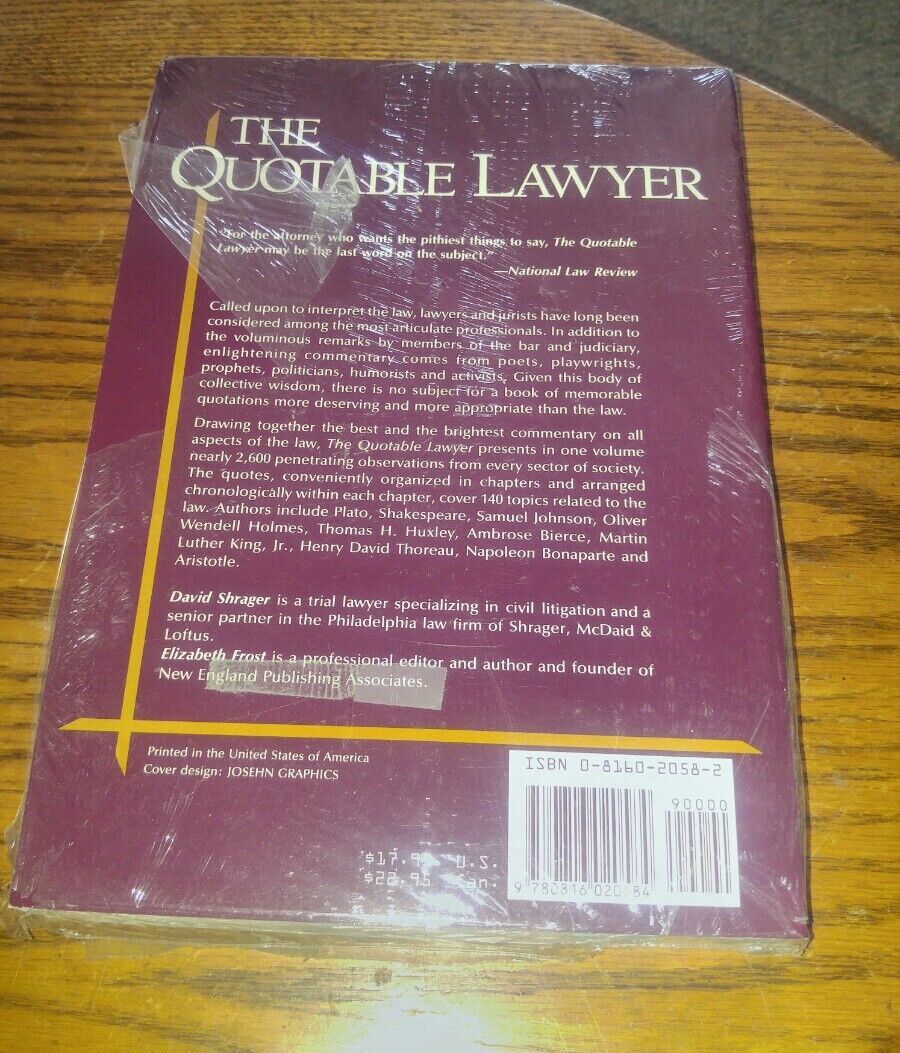 THE
QUOTABLE LAWYER
"For the attorney who wants the pithiest things to say, The Quotable
Lawyer may be the last word on the subject."
—National Law Review
Called upon to interpret the law, lawyers and jurists have long been
considered among the most articulate professionals. In addition to
the voluminous remarks by members of the bar and judiciary,
enlightening commentary comes from poets, playwrights,
prophets, politicians, humorists and activists. Given this body of
collective wisdom, there is no subject for a book of memorable
quotations more deserving and more appropriate than the law.
Drawing together the best and the brightest commentary on all
aspects of the law, The Quotable Lawyer presents in one volume
nearly 2,600 penetrating observations from every sector of society.
The quotes, conveniently organized in chapters and arranged
chronologically within each chapter, cover 140 topics related to the
law. Authors include Plato, Shakespeare, Samuel Johnson, Oliver
Wendell Holmes, Thomas H. Huxley, Ambrose Bierce, Martin
Luther King, Jr., Henry David Thoreau, Napoleon Bonaparte and
Aristotle.
David Shrager is a trial lawyer specializing in civil litigation and a
senior partner in the Philadelphia law firm of Shrager, McDaid &
Loftus.
Elizabeth Frost is a professional editor and author and founder of
New England Publishing Associates.
Printed in the United States of America
Cover design: JOSEHN GRAPHICS
ISBN 0-8160-2058-2
90000
U.S.
$22.95 Can.
9 780816 020 84